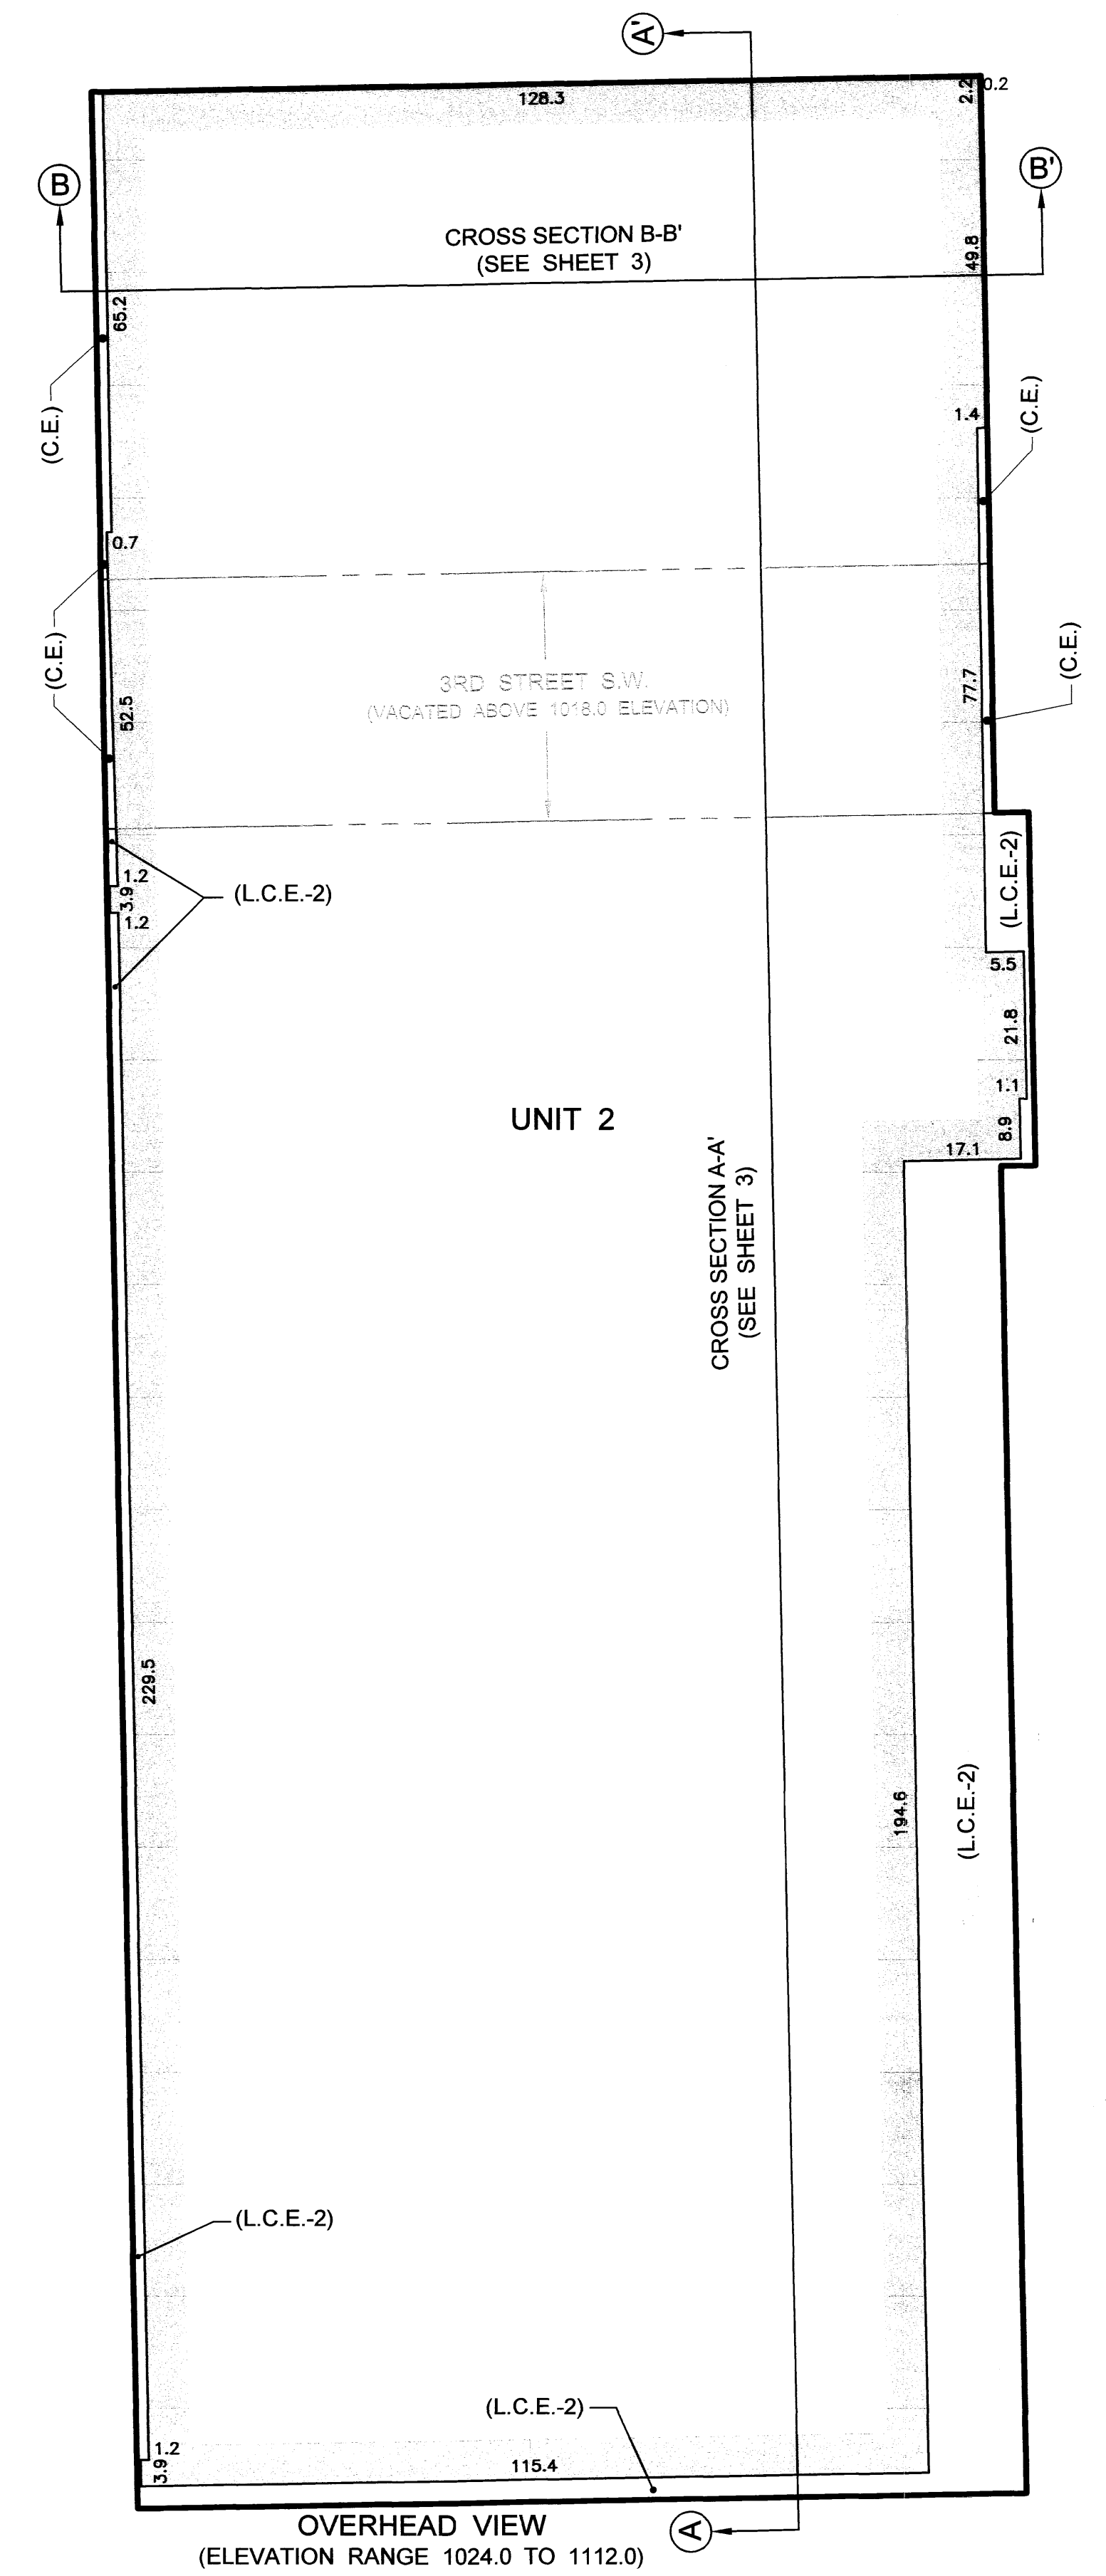 A'
128.3
2.2
0.2
B
B'
CROSS SECTION B-B'
(SEE SHEET 3)
49.8
65.2
(C.E.)
1.4
(C.E.)
0.7
(C.E.)
3RD STREET S.W.
(VACATED ABOVE 1018.0 ELEVATION)
52.5
77.7
(C.E.)
1.2
3.9
1.2
(L.C.E.-2)
(L.C.E.-2)
5.5
21.8
1.1
8.9
17.1
UNIT 2
CROSS SECTION A-A'
(SEE SHEET 3)
229.5
194.6
(L.C.E.-2)
(L.C.E.-2)
(L.C.E.-2)
1.2
3.9
115.4
A
OVERHEAD VIEW
(ELEVATION RANGE 1024.0 TO 1112.0)